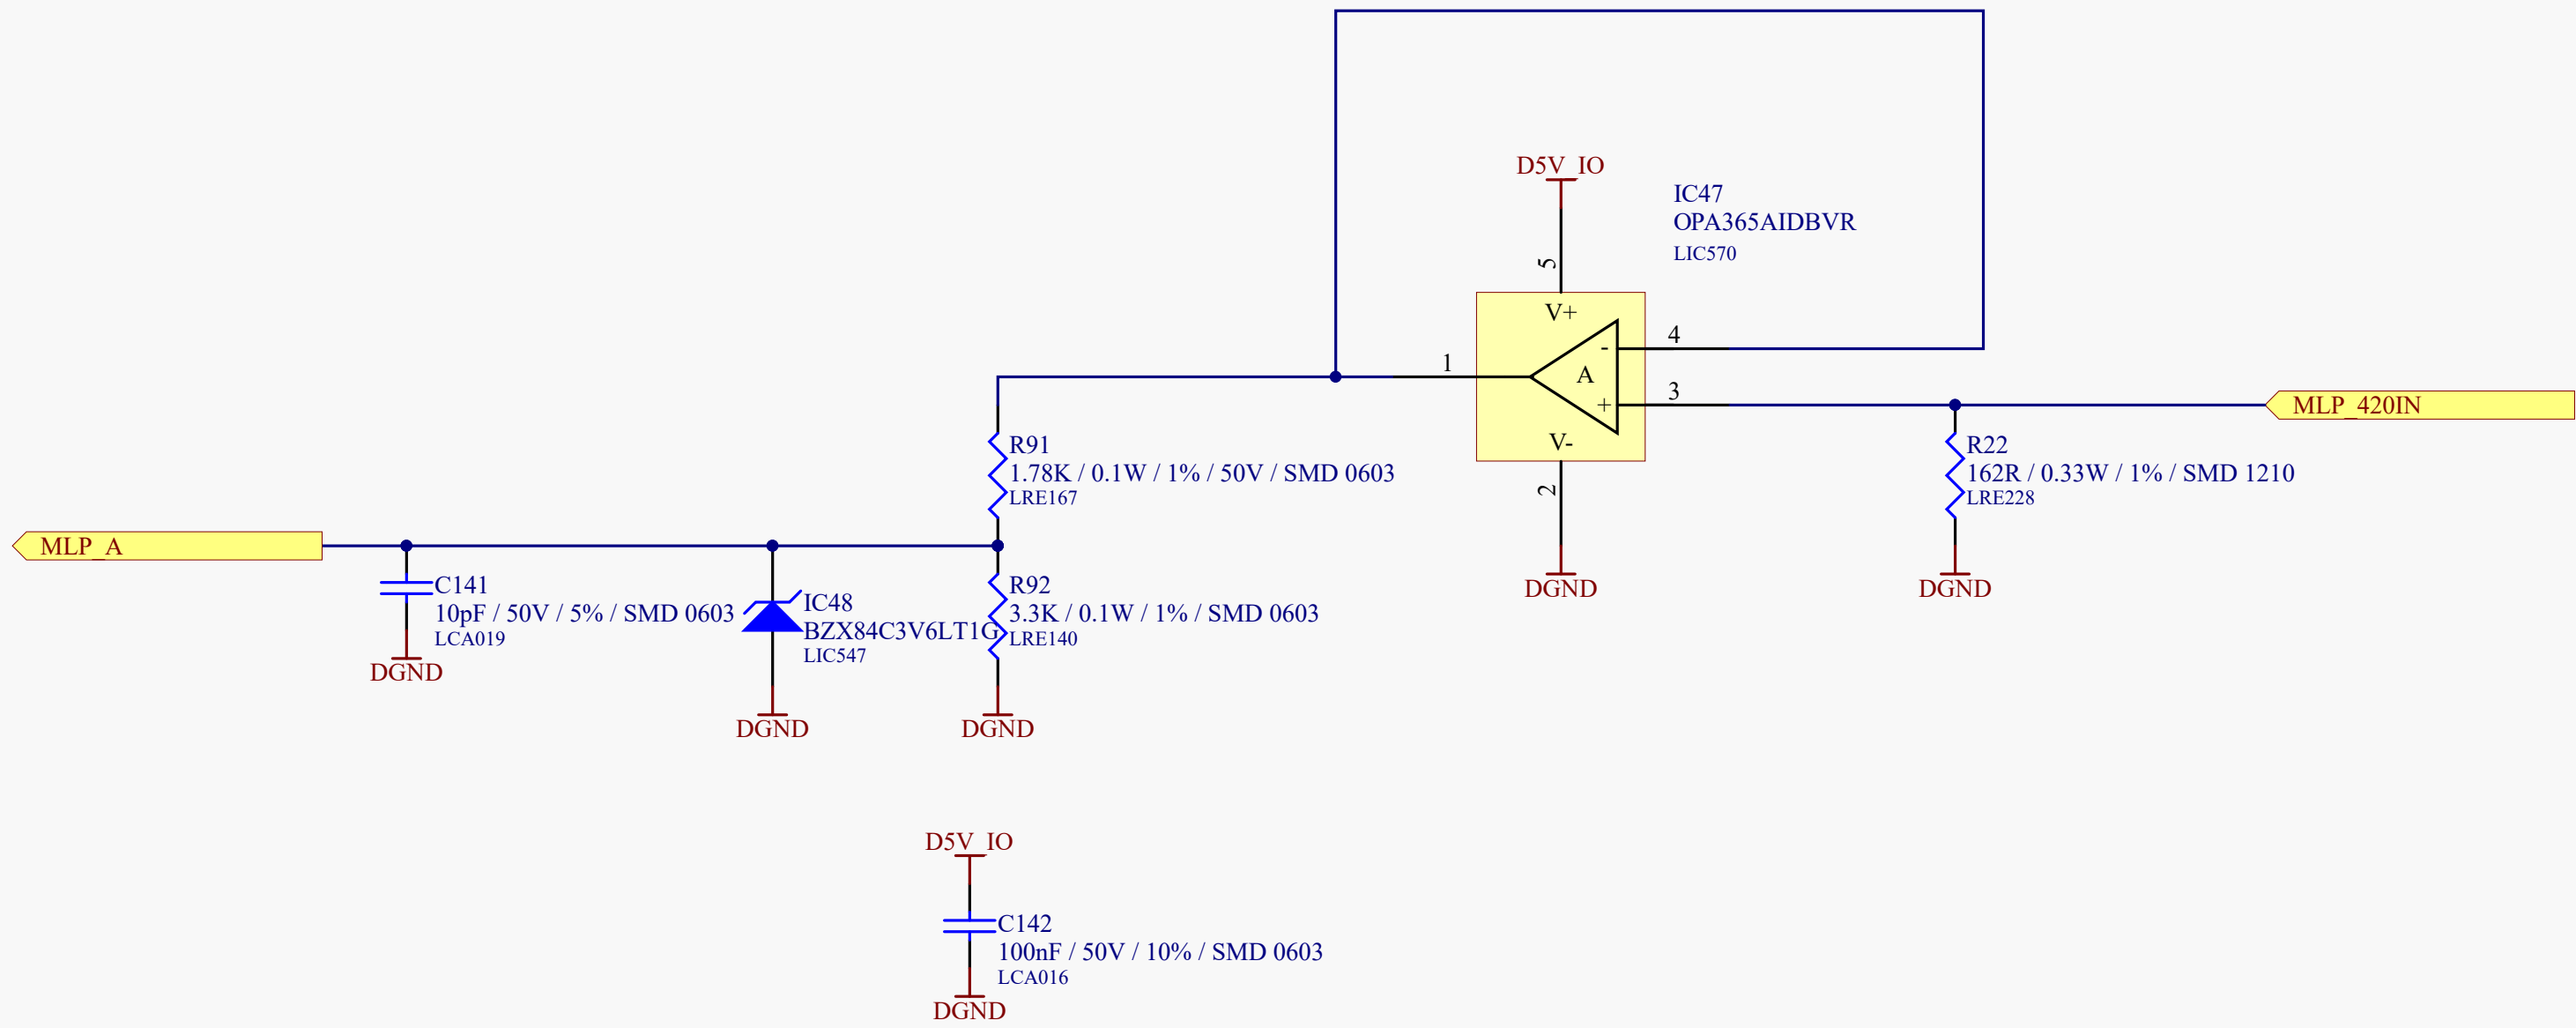 D5V_IO
IC47
OPA365AIDBVR
LIC570
5
V+
4
-
1
A
3
+
MLP_420IN
V-
2
R91
1.78K / 0.1W / 1% / 50V / SMD 0603
LRE167
R22
162R / 0.33W / 1% / SMD 1210
LRE228
MLP_A
DGND
DGND
C141
10pF / 50V / 5% / SMD 0603
LCA019
DGND
IC48
BZX84C3V6LT1G
LIC547
DGND
R92
3.3K / 0.1W / 1% / SMD 0603
LRE140
DGND
D5V_IO
C142
100nF / 50V / 10% / SMD 0603
LCA016
DGND